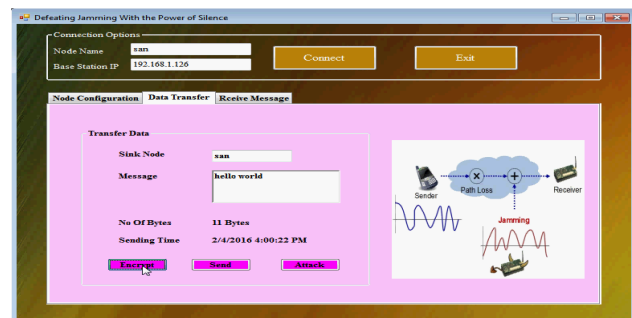 Defeating Jamming With the Power of Silence
Connection Options
Node Name san
Base Station IP 192.168.1.126
Connect
Exit
Node Configuration Data Transfer Rceive Message
Transfer Data
Sink Node san
Message hello world
No Of Bytes 11 Bytes
Sending Time 2/4/2016 4:00:22 PM
Encrypt Send Attack
X
+
Sender
Path Loss
Receiver
Jamming